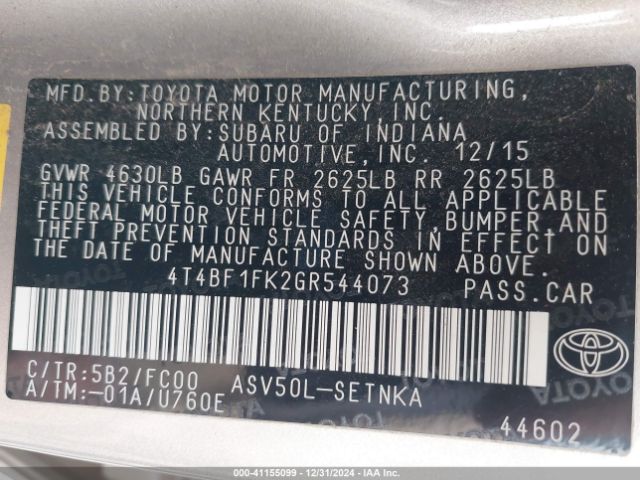 MFD.BY:TOYOTA MOTOR MANUFACTURING,
NORTHERN KENTUCKY,INC.
ASSEMBLED BY:SUBARU OF INDIANA
AUTOMOTIVE,INC. 12/15
GVWR 4630LB GAWR FR 2625LB RR 2625LB
THIS VEHICLE CONFORMS TO ALL APPLICABLE
FEDERAL MOTOR VEHICLE SAFETY,BUMPER,AND
THEFT PREVENTION STANDARDS IN EFFECT ON
THE DATE OF MANUFACTURE SHOWN ABOVE.
4T4BF1FK2GR544073 PASS.CAR
C/TR:5B2/FC00 ASV50L-SETNKA
A/TM:-01A/U760E
44602
000-41155099 | 12/31/2024 | IAA Inc.